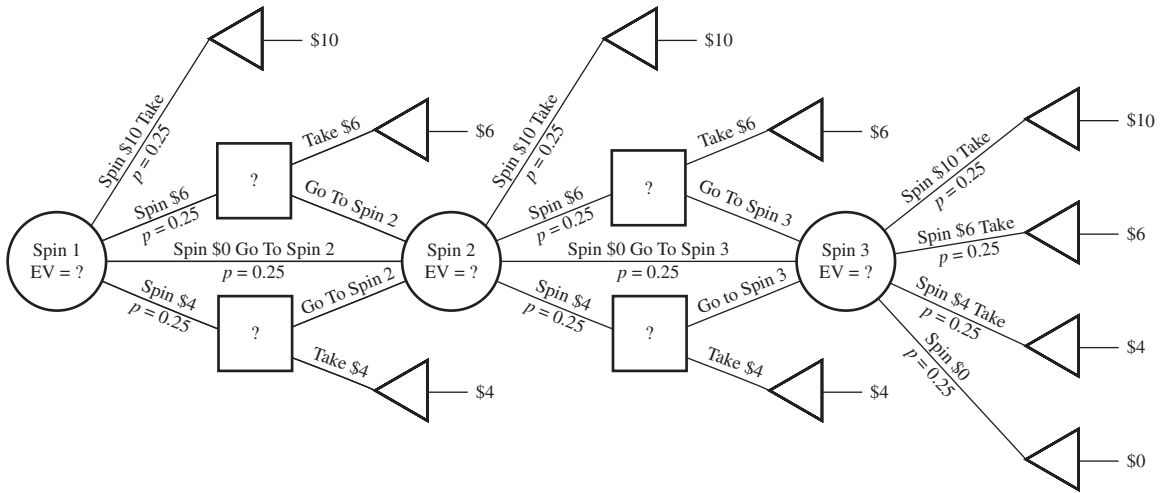 $10
Spin $10 Take
p = 0.25
Take $6
$6
?
Spin $6
p = 0.25
Go To Spin 2
Spin 1
EV = ?
Spin $0 Go To Spin 2
p = 0.25
Spin $4
p = 0.25
Go To Spin 2
?
Take $4
$4
$10
Spin $10 Take
p = 0.25
Take $6
$6
?
Spin $6
p = 0.25
Go To Spin 3
Spin 2
EV = ?
Spin $0 Go To Spin 3
p = 0.25
Spin $4
p = 0.25
Go to Spin 3
?
Take $4
$4
Spin 3
EV = ?
$10
Spin $10 Take
p = 0.25
Spin $6 Take
p = 0.25
$6
Spin $4 Take
p = 0.25
$4
Spin $0
p = 0.25
$0